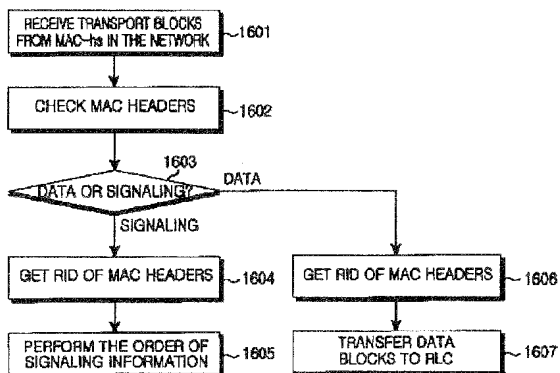 RECEIVE TRANSPORT BLOCKS
FROM MAC-hs IN THE NETWORK
1601
CHECK MAC HEADERS
1602
1603
DATA OR SIGNALING?
DATA
SIGNALING
GET RID OF MAC HEADERS
1604
GET RID OF MAC HEADERS
1606
PERFORM THE ORDER OF
SIGNALING INFORMATION
1605
TRANSFER DATA
BLOCKS TO RLC
1607